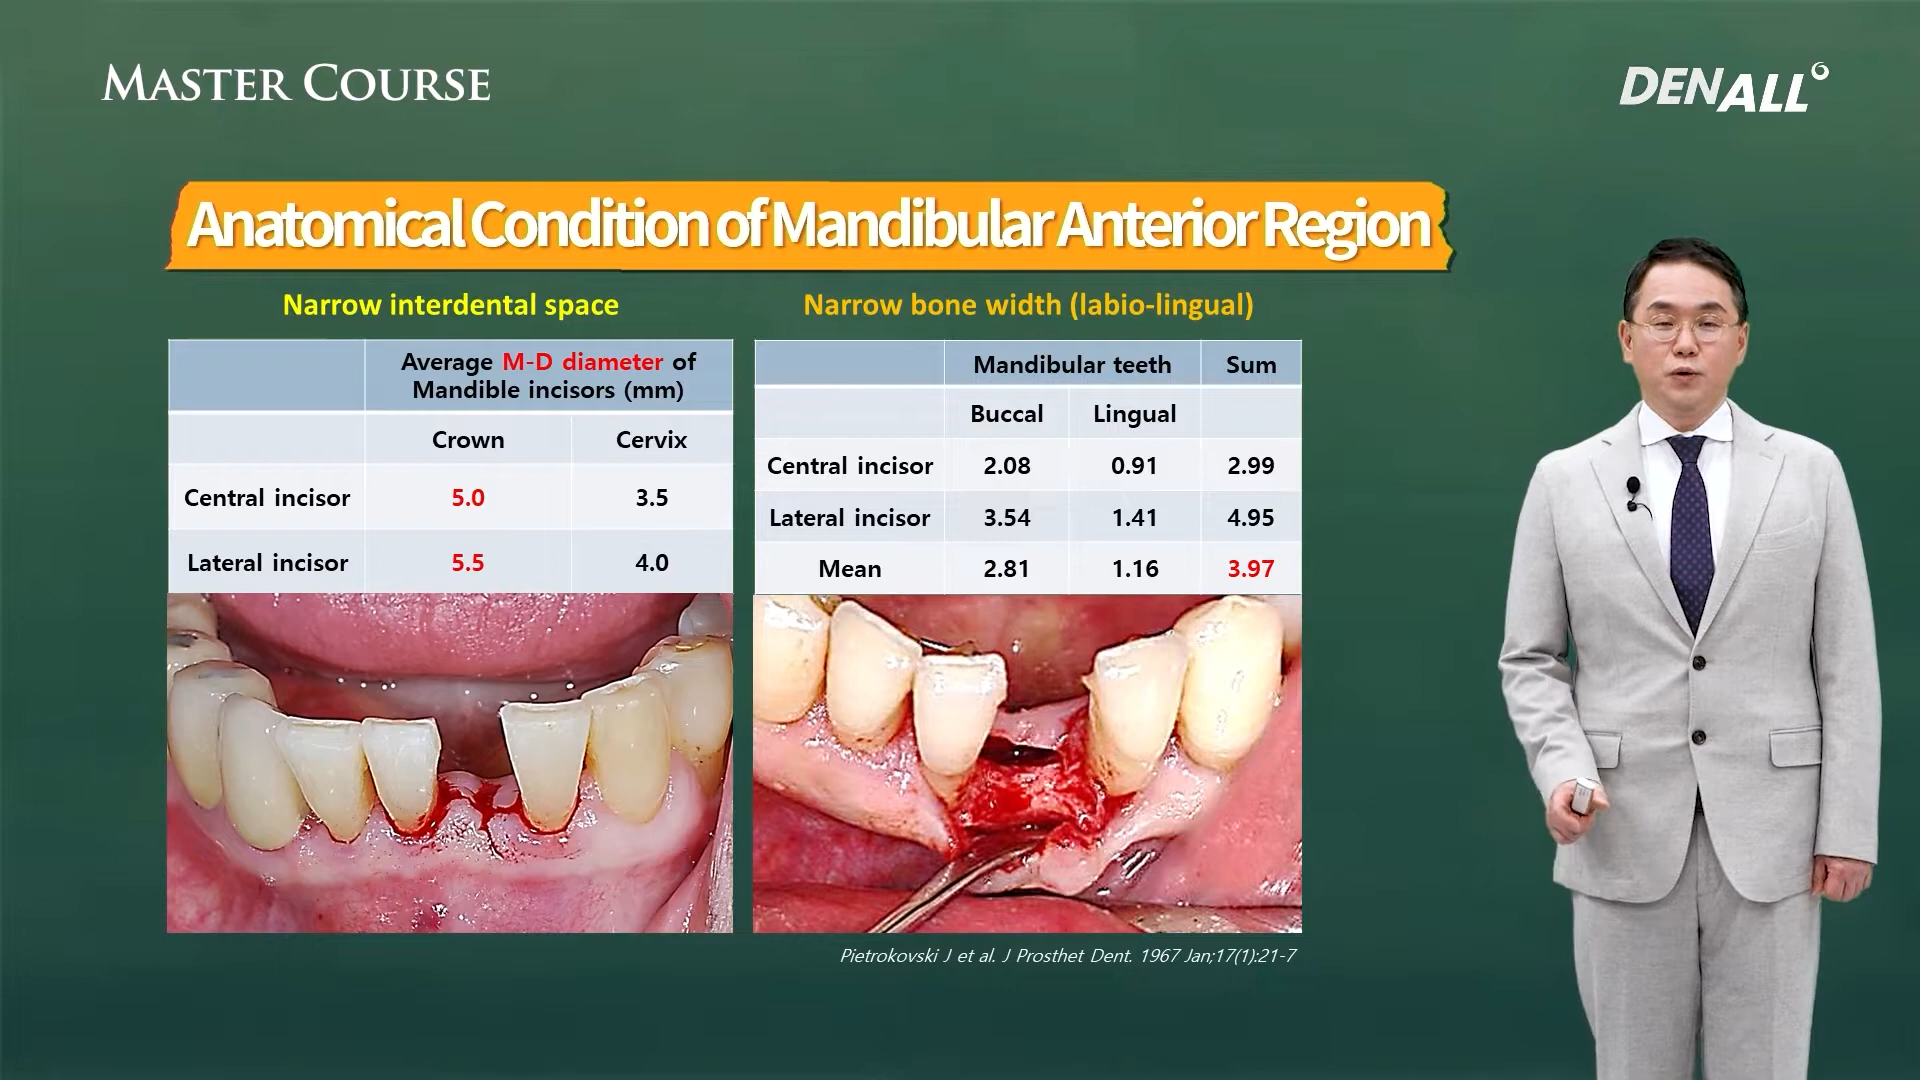 MASTER COURSE
DENALL
Anatomical Condition of Mandibular Anterior Region
Narrow interdental space
Average M-D diameter of
Mandible incisors (mm)
Crown Cervix
Central incisor 5.0 3.5
Lateral incisor 5.5 4.0
Narrow bone width (labio-lingual)
Mandibular teeth Sum
Buccal Lingual
Central incisor 2.08 0.91 2.99
Lateral incisor 3.54 1.41 4.95
Mean 2.81 1.16 3.97
Pietrokovski J et al. J Prosthet Dent. 1967 Jan;17(1):21-7